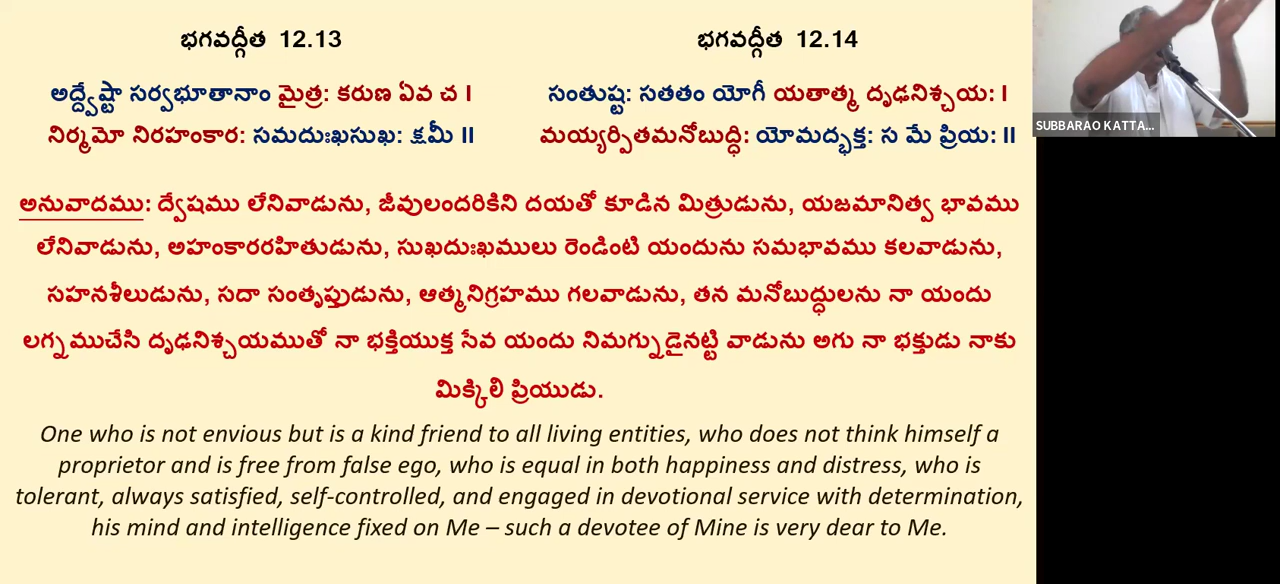 భగవద్గీత 12.13
అద్ద్వేష్టా సర్వభూతానాం మైత్ర: కరుణ ఏవ చ I
నిర్మమో నిరహంకార: సమదుఃఖసుఖ: క్షమీ II
భగవద్గీత 12.14
సంతుష్ట: సతతం యోగీ యతాత్మ దృఢనిశ్చయ: I
మయ్యర్పితమనోబుద్ధి: యోమద్భక్త: స మే ప్రియ: II
అనువాదము: ద్వేషము లేనివాడును, జీవులందరికిని దయతో కూడిన మిత్రుడును, యజమానిత్వ భావము
లేనివాడును, అహంకారరహితుడును, సుఖదుఃఖములు రెండింటి యందును సమభావము కలవాడును,
సహనశీలుడును, సదా సంతృప్తుడును, ఆత్మనిగ్రహము గలవాడును, తన మనోబుద్ధులను నా యందు
లగ్నముచేసి దృఢనిశ్చయముతో నా భక్తియుక్త సేవ యందు నిమగ్నుడైనట్టి వాడును అగు నా భక్తుడు నాకు
మిక్కిలి ప్రియుడు.
One who is not envious but is a kind friend to all living entities, who does not think himself a
proprietor and is free from false ego, who is equal in both happiness and distress, who is
tolerant, always satisfied, self-controlled, and engaged in devotional service with determination,
his mind and intelligence fixed on Me – such a devotee of Mine is very dear to Me.
SUBBARAO KATTA...